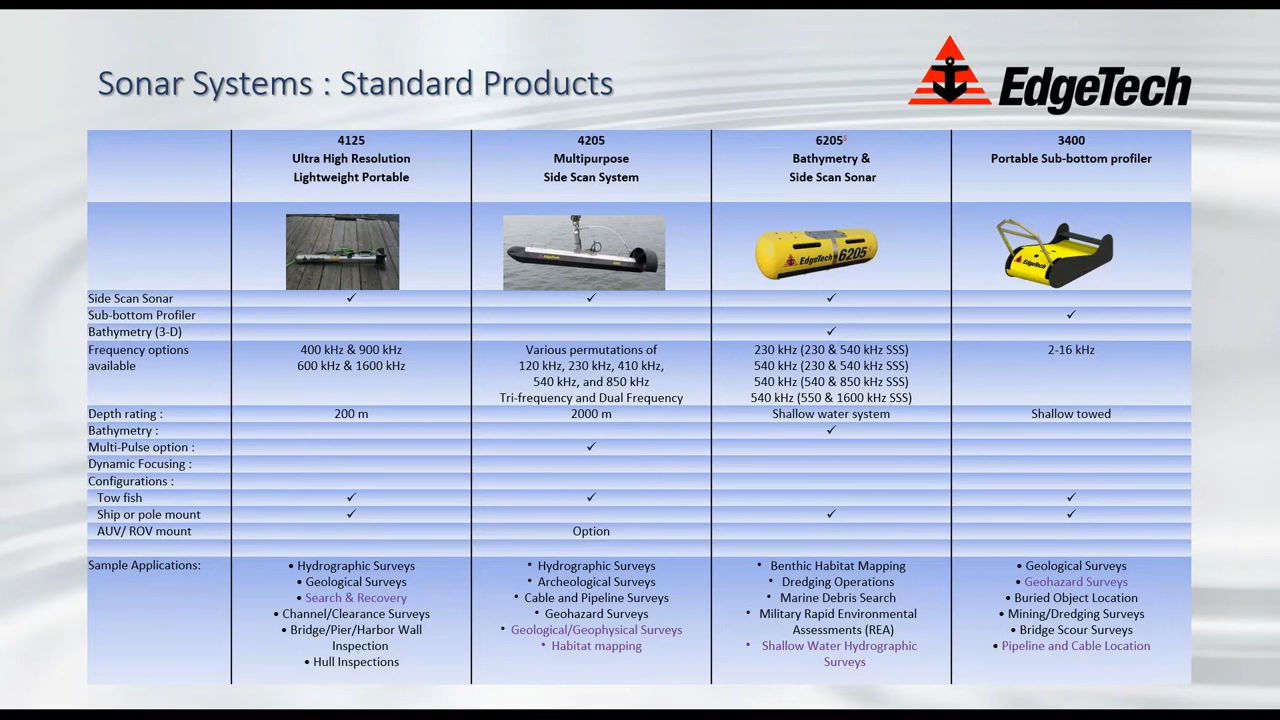 Sonar Systems : Standard Products
EdgeTech
4125
Ultra High Resolution
Lightweight Portable
4205
Multipurpose
Side Scan System
6205s
Bathymetry &
Side Scan Sonar
3400
Portable Sub-bottom profiler
EdgeTech 6205s
EdgeTech
Side Scan Sonar ✓ ✓ ✓
Sub-bottom Profiler ✓
Bathymetry (3-D) ✓
Frequency options
available
400 kHz & 900 kHz
600 kHz & 1600 kHz
Various permutations of
120 kHz, 230 kHz, 410 kHz,
540 kHz, and 850 kHz
Tri-frequency and Dual Frequency
230 kHz (230 & 540 kHz SSS)
540 kHz (230 & 540 kHz SSS)
540 kHz (540 & 850 kHz SSS)
540 kHz (550 & 1600 kHz SSS)
2-16 kHz
Depth rating : 200 m 2000 m Shallow water system Shallow towed
Bathymetry : ✓
Multi-Pulse option : ✓
Dynamic Focusing :
Configurations :
Tow fish ✓ ✓ ✓
Ship or pole mount ✓ ✓ ✓
AUV/ ROV mount Option
Sample Applications:
• Hydrographic Surveys
• Geological Surveys
• Search & Recovery
• Channel/Clearance Surveys
• Bridge/Pier/Harbor Wall
Inspection
• Hull Inspections
• Hydrographic Surveys
• Archeological Surveys
• Cable and Pipeline Surveys
• Geohazard Surveys
• Geological/Geophysical Surveys
• Habitat mapping
• Benthic Habitat Mapping
• Dredging Operations
• Marine Debris Search
• Military Rapid Environmental
Assessments (REA)
• Shallow Water Hydrographic
Surveys
• Geological Surveys
• Geohazard Surveys
• Buried Object Location
• Mining/Dredging Surveys
• Bridge Scour Surveys
• Pipeline and Cable Location